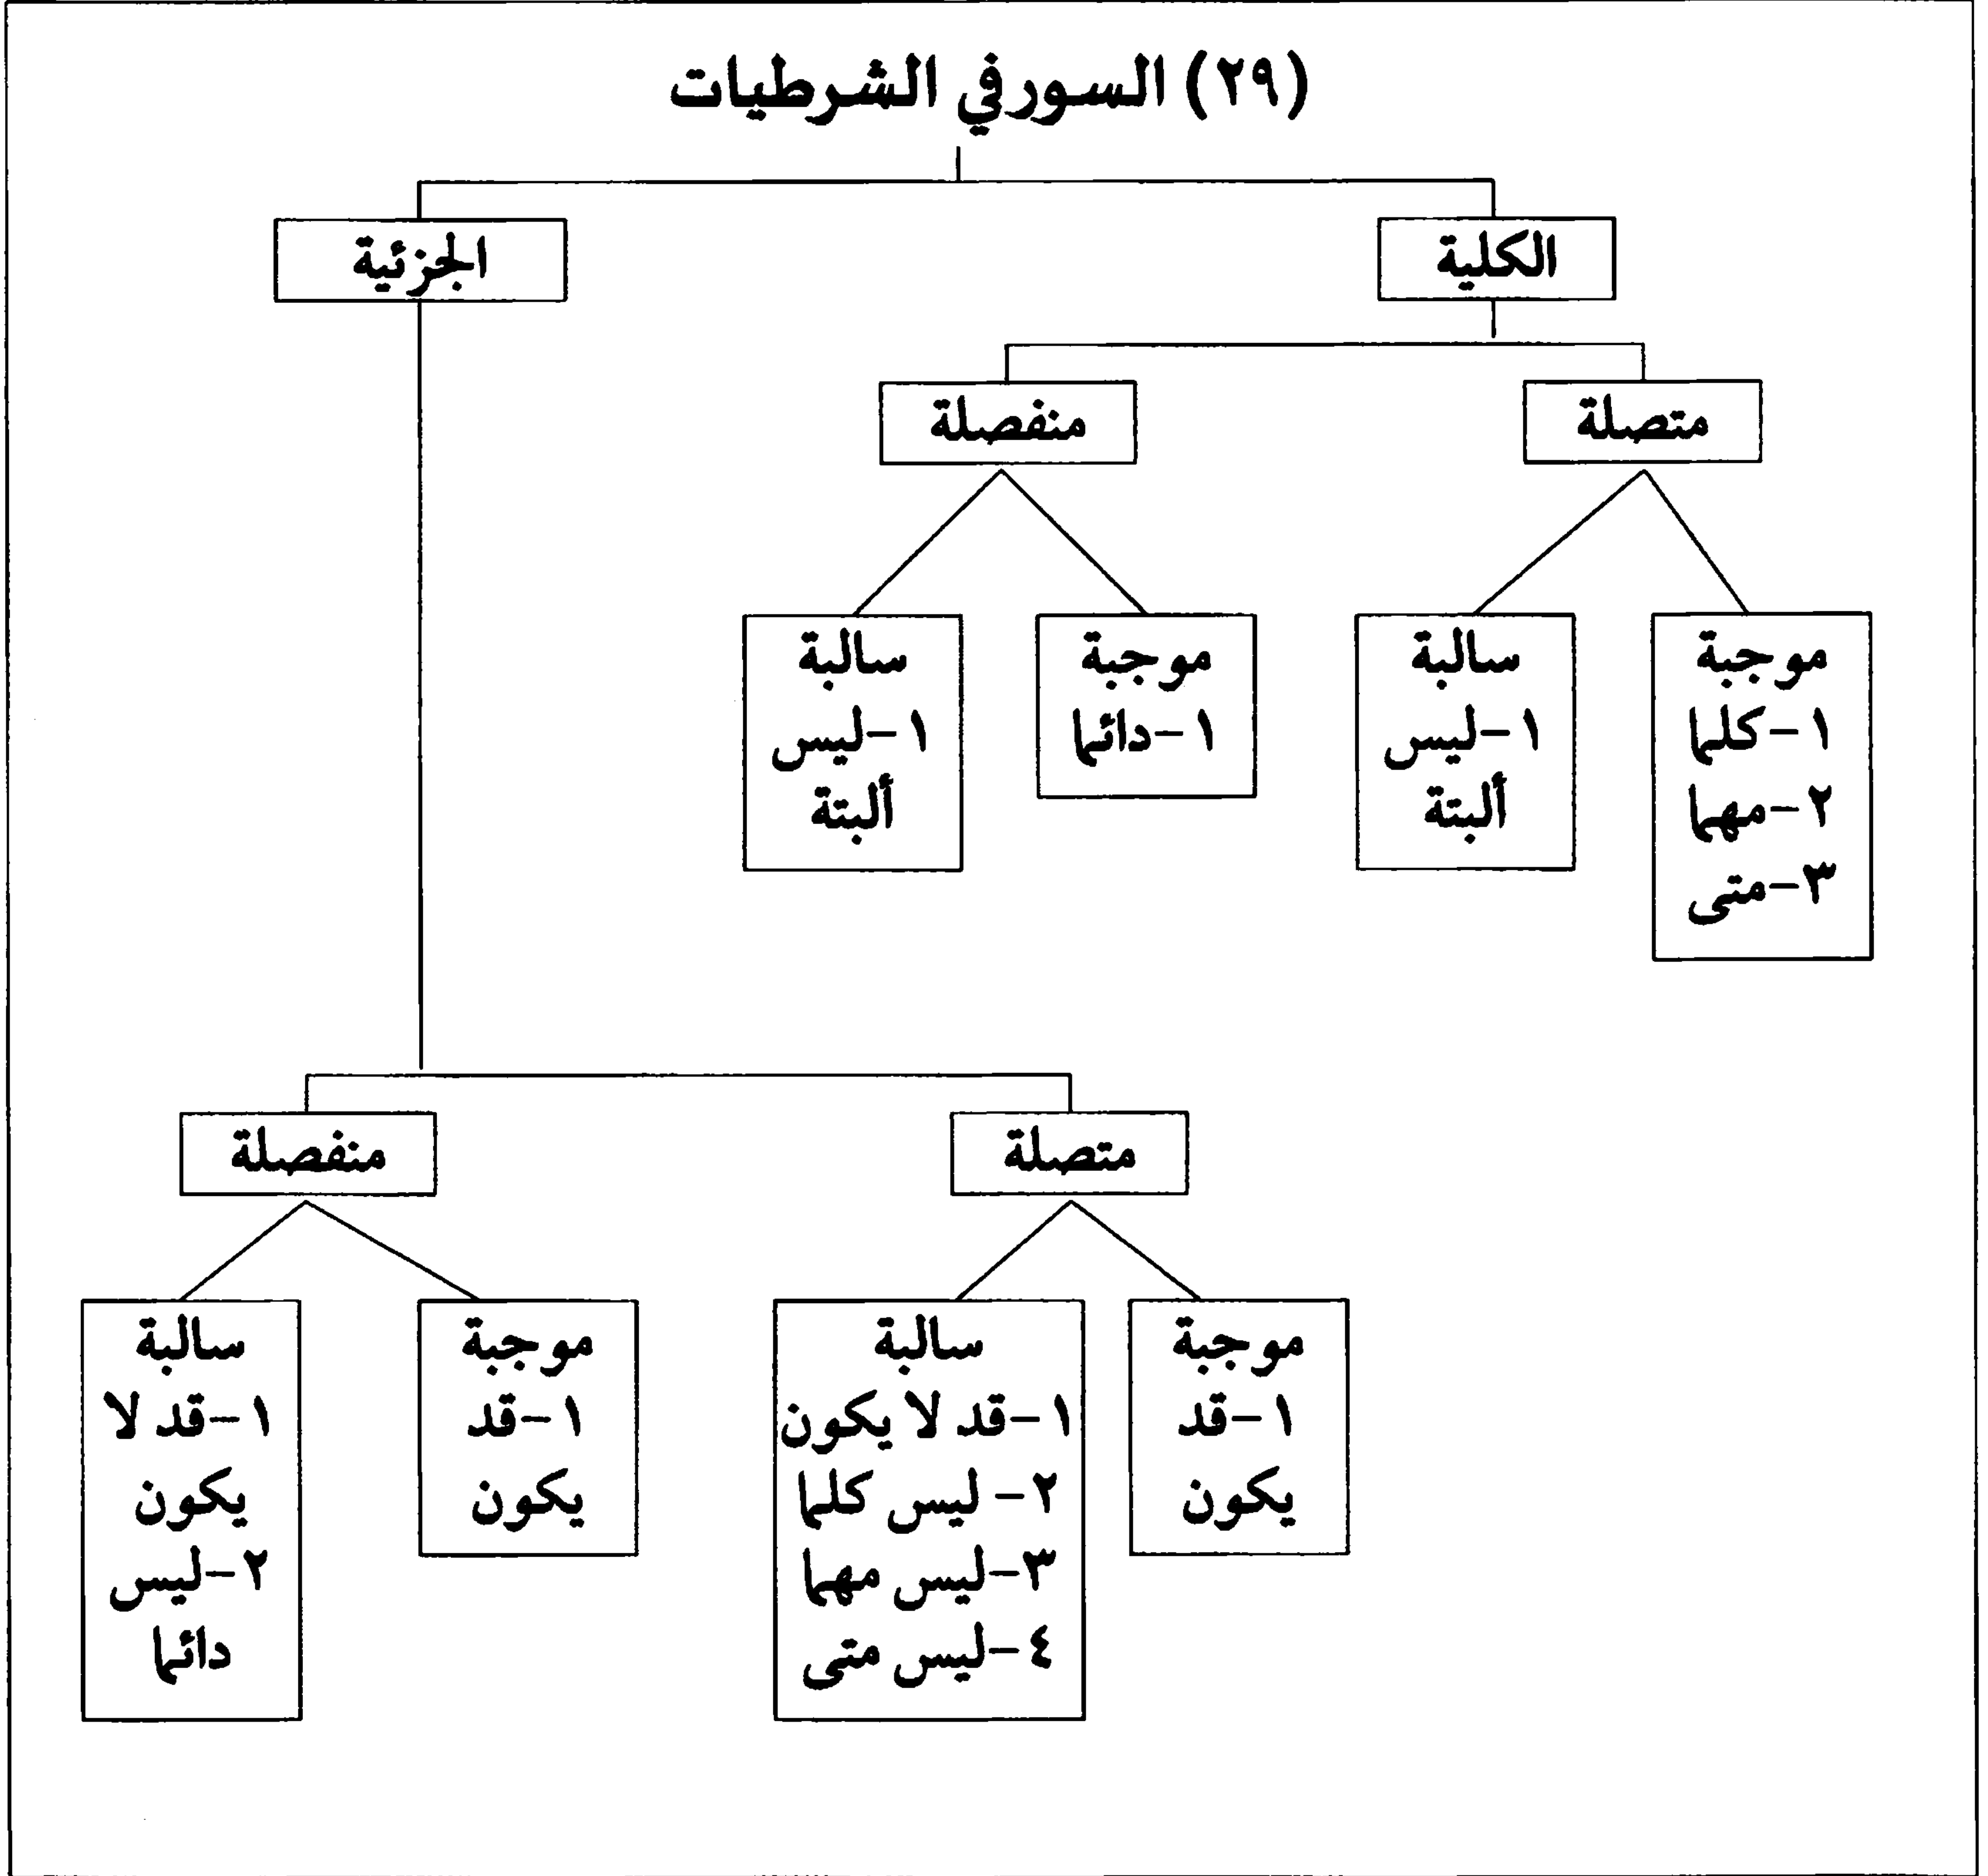 (٢٩) السور في الشرطيات
الكلية
الجزئية
متصلة
منفصلة
موجبة
١-كلما
٢-مهما
٣-متى
سالبة
١-ليس
ألبتة
موجبة
١-دائما
سالبة
١-ليس
ألبتة
متصلة
منفصلة
موجبة
١-قد
يكون
سالبة
١-قد لا يكون
٢- ليس كلما
٣-ليس مهما
٤-ليس متى
موجبة
١-قد
يكون
سالبة
١-قد لا
يكون
٢-ليس
دائما